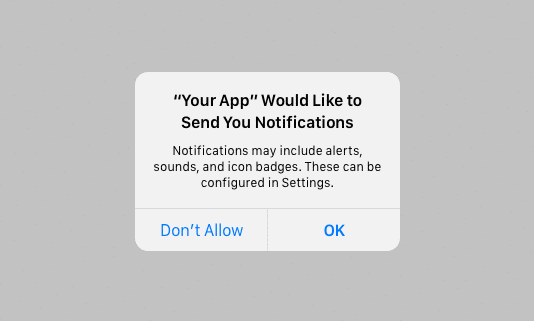 “Your App” Would Like to
Send You Notifications
Notifications may include alerts,
sounds, and icon badges. These can be
configured in Settings.
Don’t Allow
OK